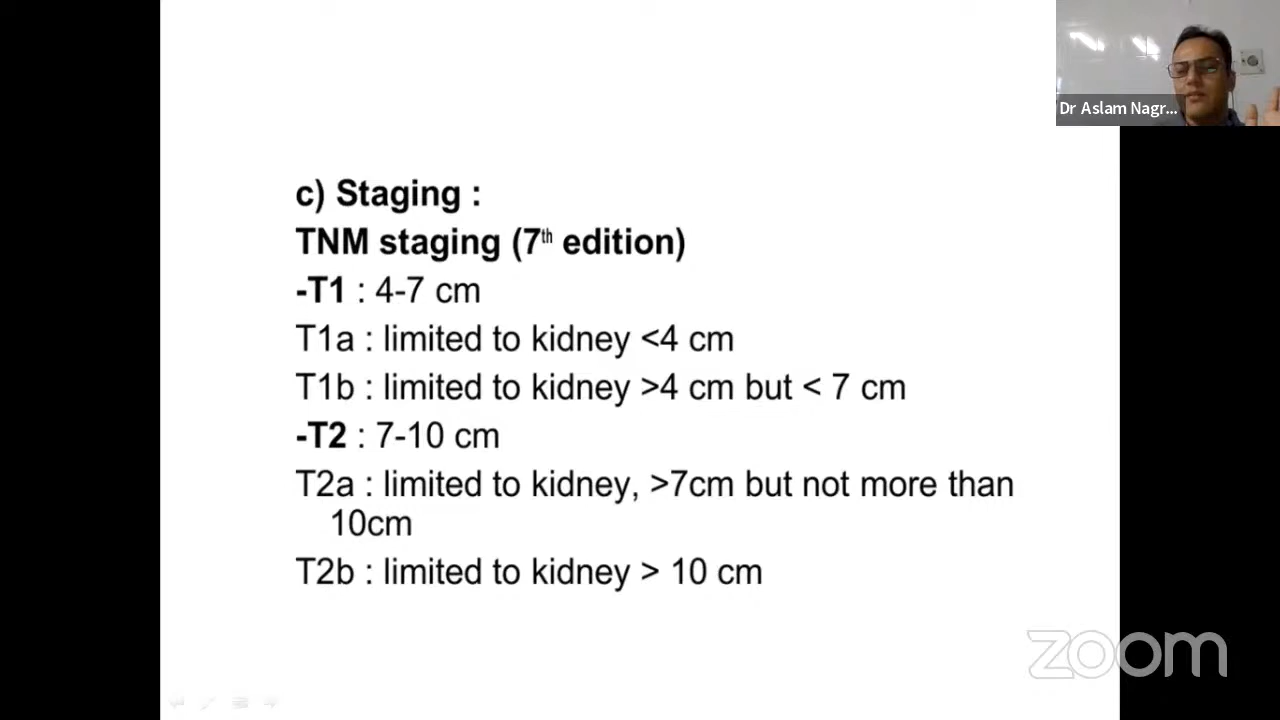 Dr Aslam Nagr...
c) Staging :
TNM staging (7th edition)
-T1 : 4-7 cm
T1a : limited to kidney <4 cm
T1b : limited to kidney >4 cm but < 7 cm
-T2 : 7-10 cm
T2a : limited to kidney, >7cm but not more than
10cm
T2b : limited to kidney > 10 cm
zoom